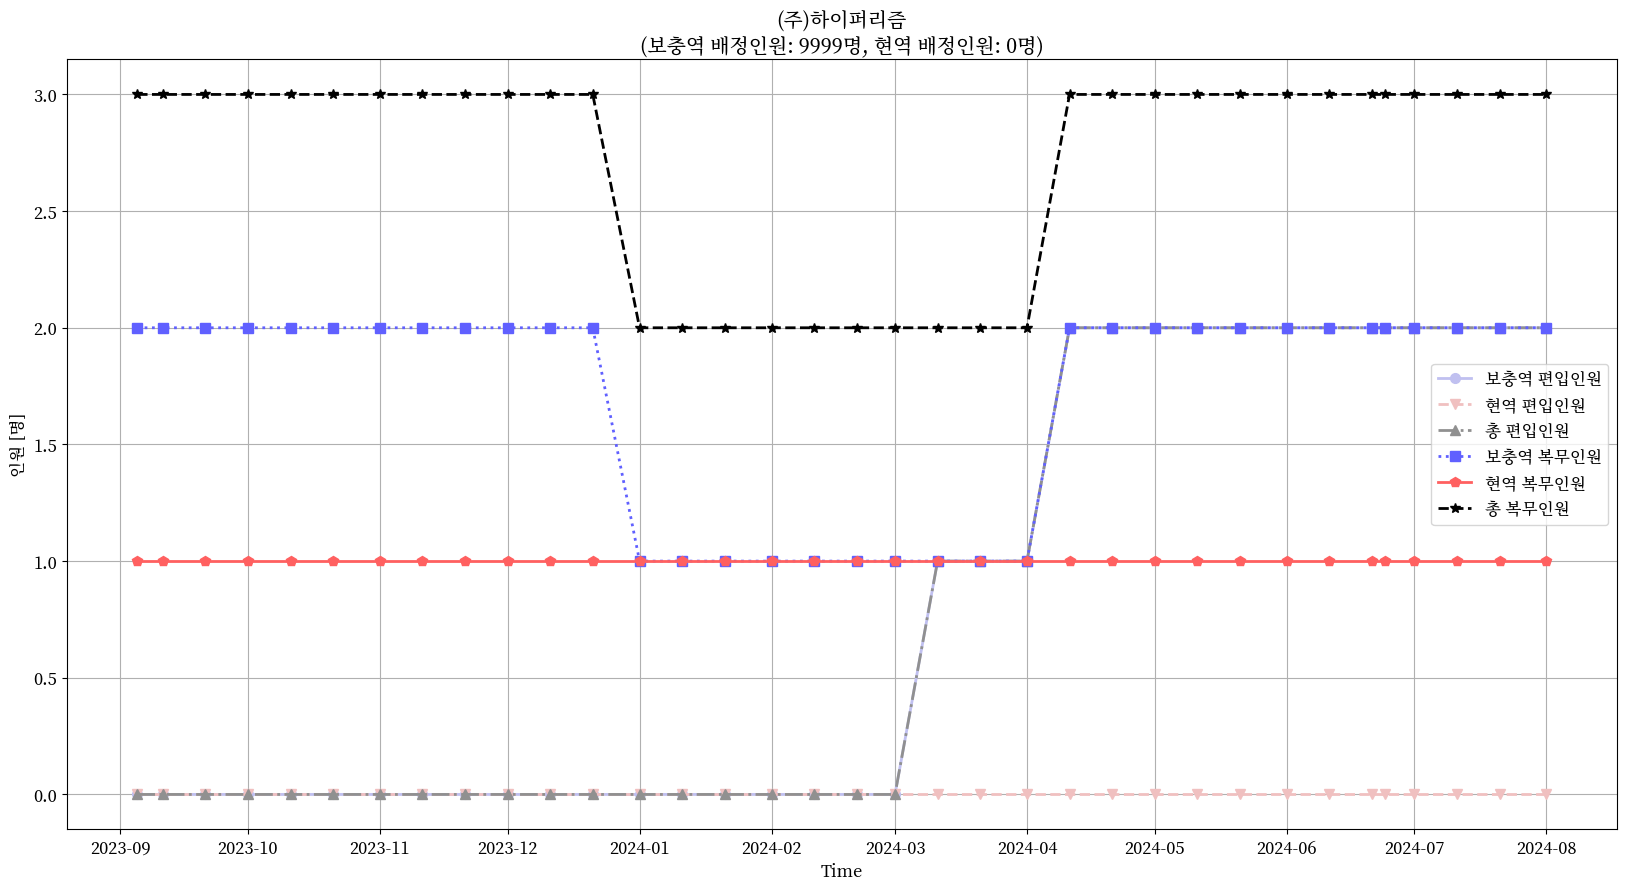 (주)하이퍼리즘
(보충역 배정인원: 9999명, 현역 배정인원: 0명)
3.0
2.5
2.0
1.5
1.0
0.5
0.0
인원 [명]
보충역 편입인원
현역 편입인원
총 편입인원
보충역 복무인원
현역 복무인원
총 복무인원
2023-09 2023-10 2023-11 2023-12 2024-01 2024-02 2024-03 2024-04 2024-05 2024-06 2024-07 2024-08
Time